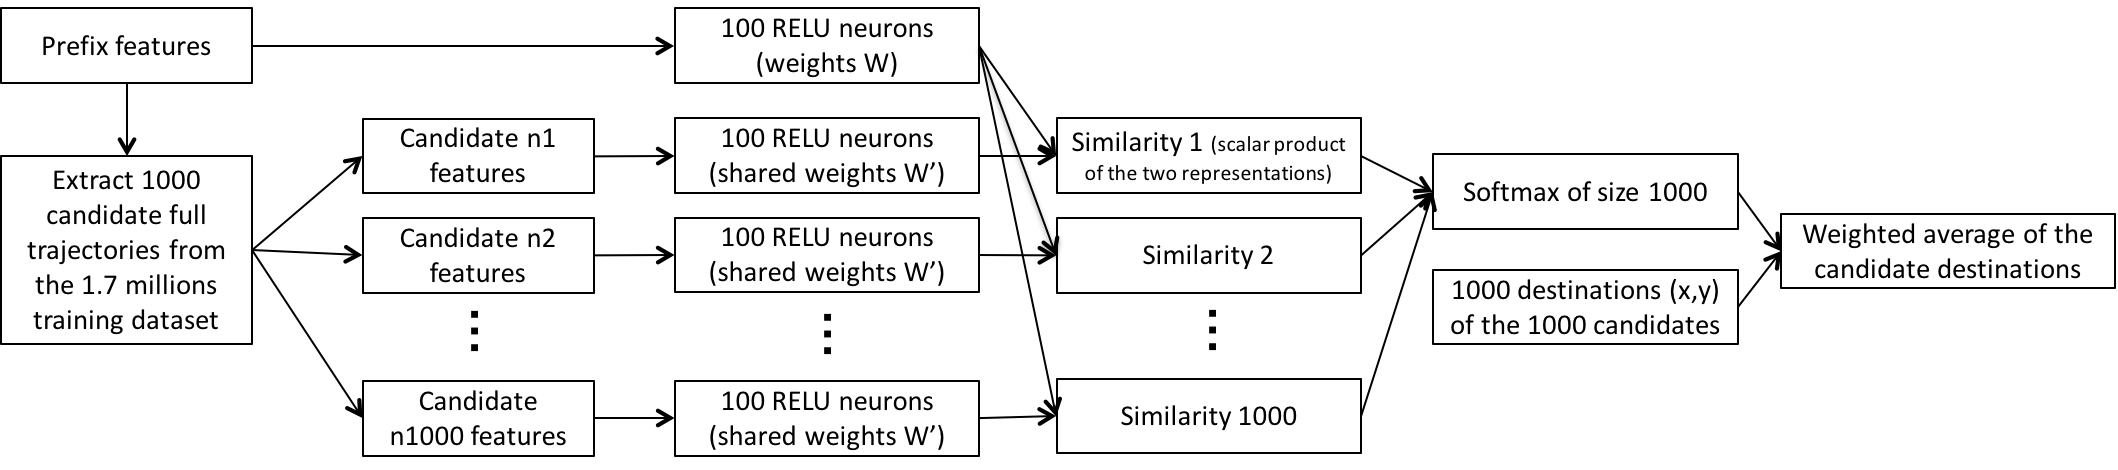 Prefix features
100 RELU neurons
(weights W)
Extract 1000
candidate full
trajectories from
the 1.7 millions
training dataset
Candidate n1
features
100 RELU neurons
(shared weights W’)
Similarity 1 (scalar product
of the two representations)
Candidate n2
features
100 RELU neurons
(shared weights W’)
Similarity 2
Candidate
n1000 features
100 RELU neurons
(shared weights W’)
Similarity 1000
Softmax of size 1000
1000 destinations (x,y)
of the 1000 candidates
Weighted average of the
candidate destinations